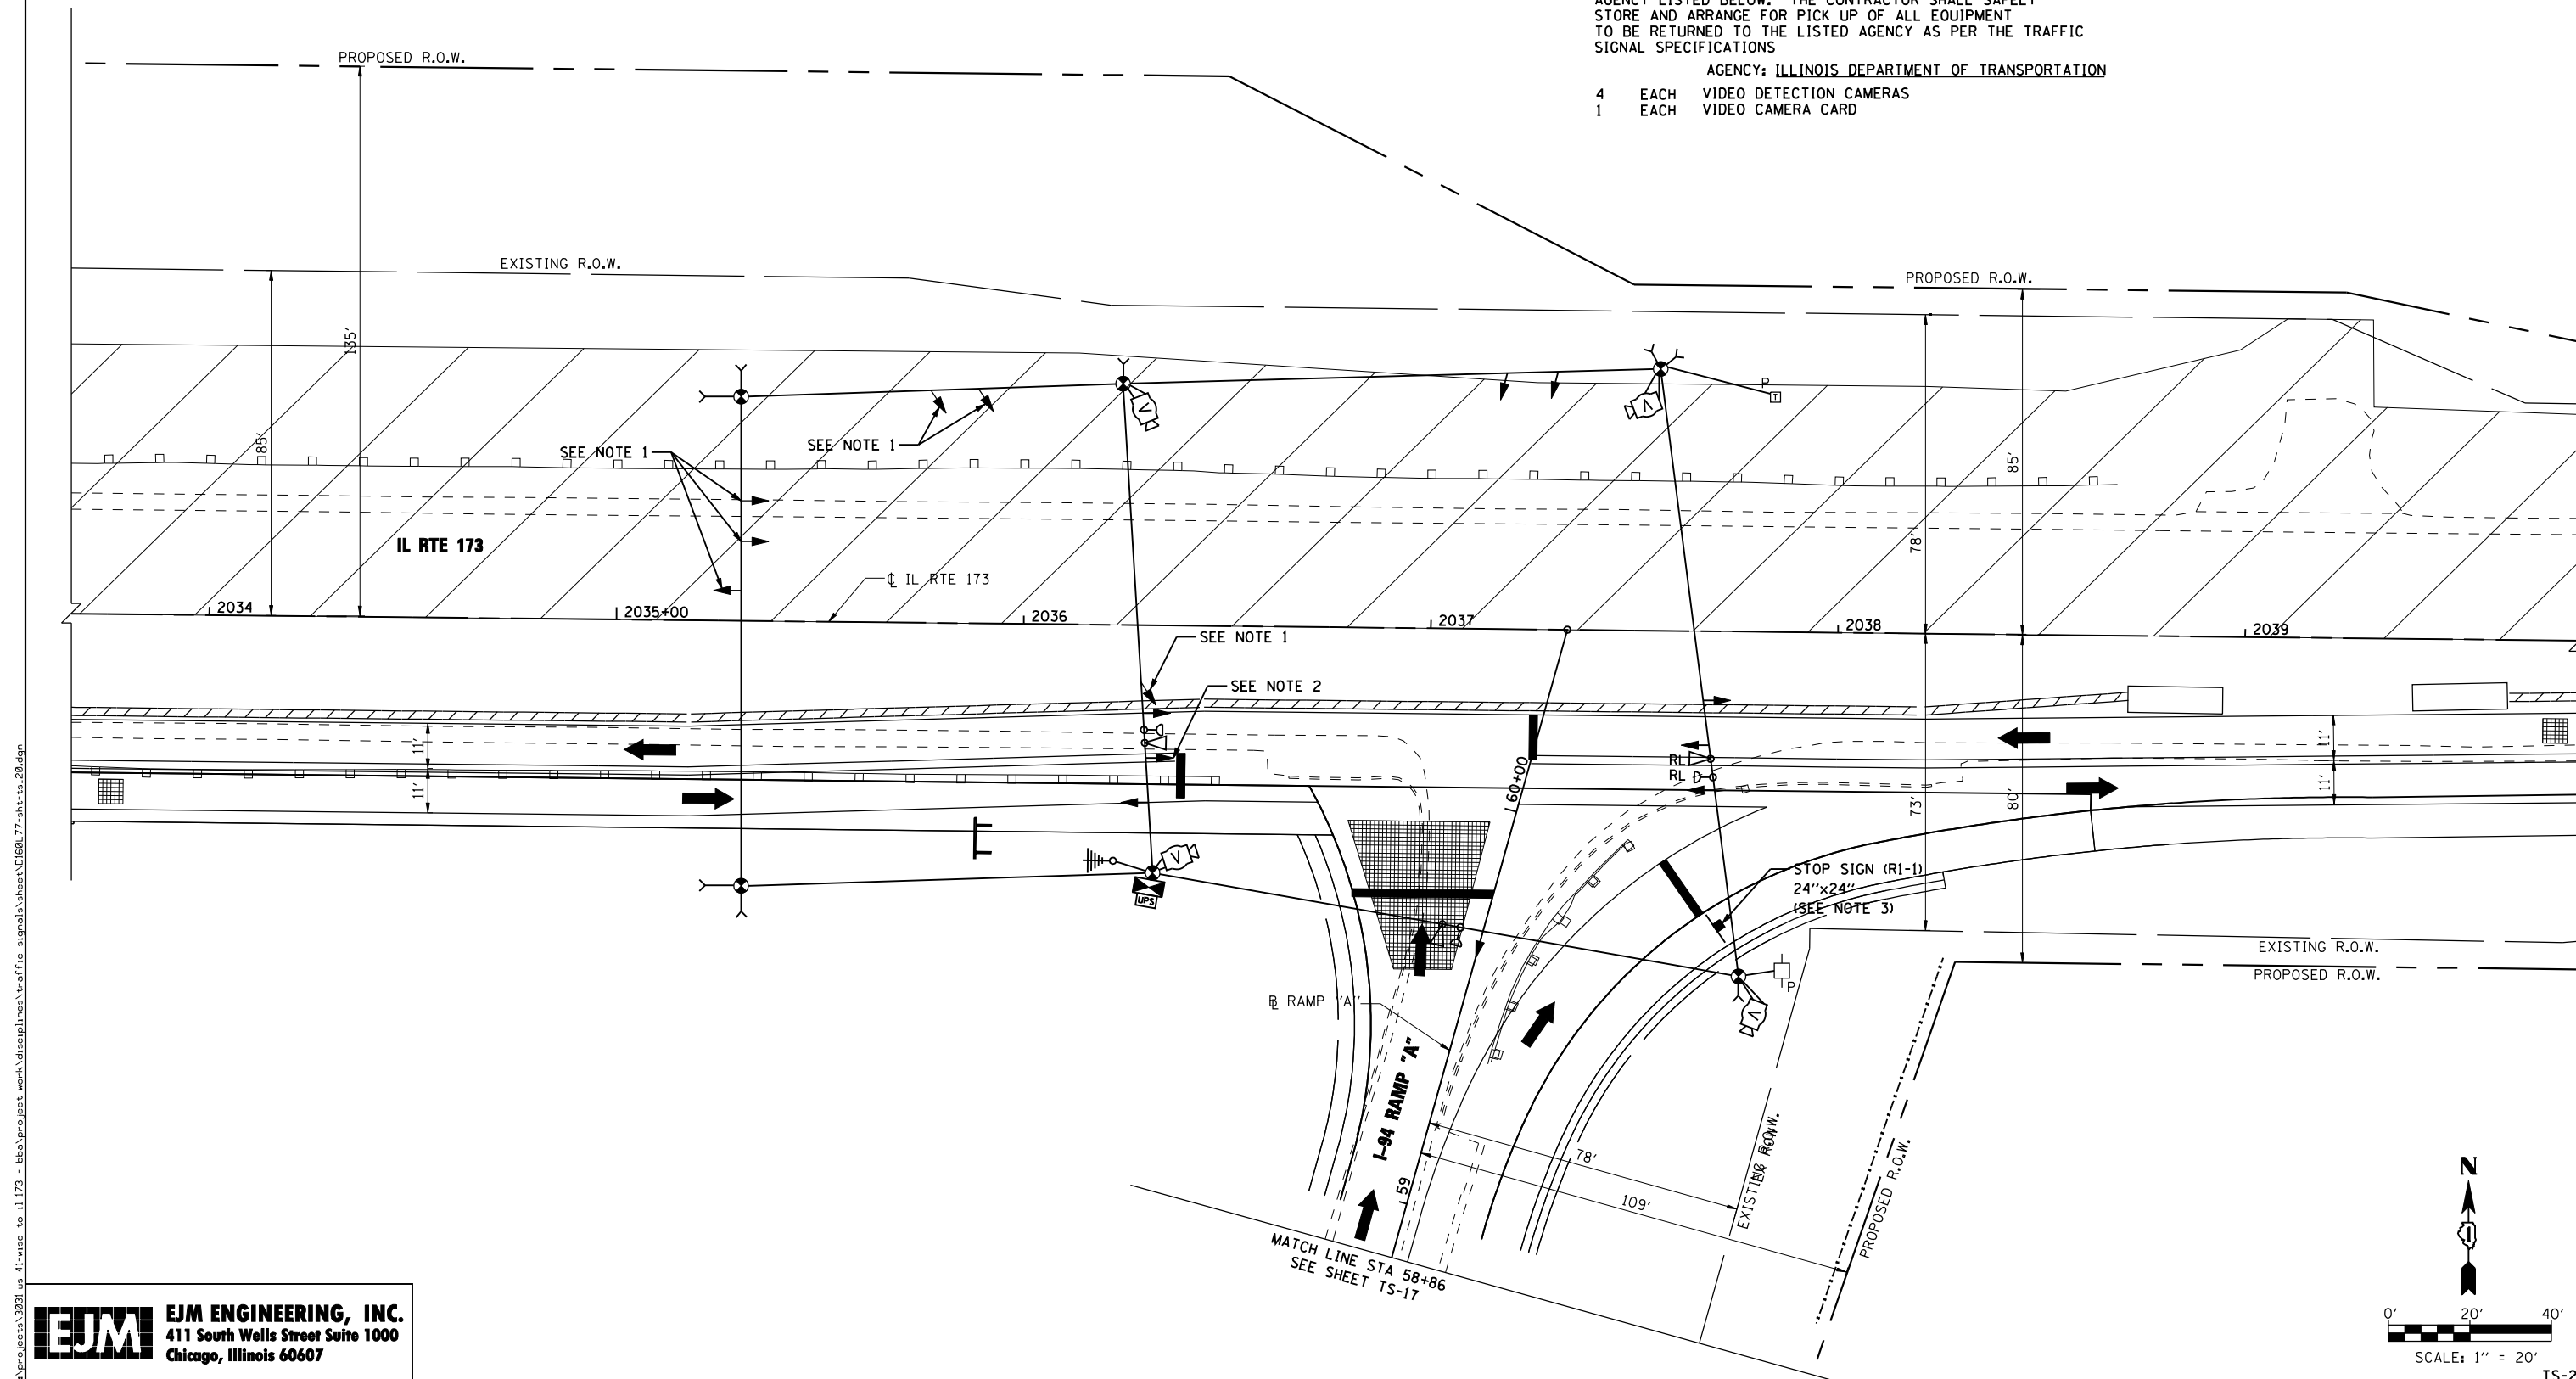 AGENCY LISTED BELOW. THE CONTRACTOR SHALL SAFELY
STORE AND ARRANGE FOR PICK UP OF ALL EQUIPMENT
TO BE RETURNED TO THE LISTED AGENCY AS PER THE TRAFFIC
SIGNAL SPECIFICATIONS
AGENCY: ILLINOIS DEPARTMENT OF TRANSPORTATION
4 EACH VIDEO DETECTION CAMERAS
1 EACH VIDEO CAMERA CARD
PROPOSED R.O.W.
EXISTING R.O.W.
PROPOSED R.O.W.
135'
85'
SEE NOTE 1
SEE NOTE 1
P
T
V
V
85'
78'
IL RTE 173
℄ IL RTE 173
2034
2035+00
2036
2037
2038
2039
SEE NOTE 1
SEE NOTE 2
11'
11'
RL
RL
60+00
73'
80'
11'
11'
V
UPS
STOP SIGN (R1-1)
24''x24''
(SEE NOTE 3)
EXISTING R.O.W.
PROPOSED R.O.W.
P
V
BL RAMP "A"
I-94 RAMP "A"
59
78'
109'
EXISTING R.O.W.
PROPOSED R.O.W.
MATCH LINE STA 58+86
SEE SHEET TS-17
N
1
0' 20' 40'
SCALE: 1'' = 20'
TS-2
EJM
EJM ENGINEERING, INC.
411 South Wells Street Suite 1000
Chicago, Illinois 60607